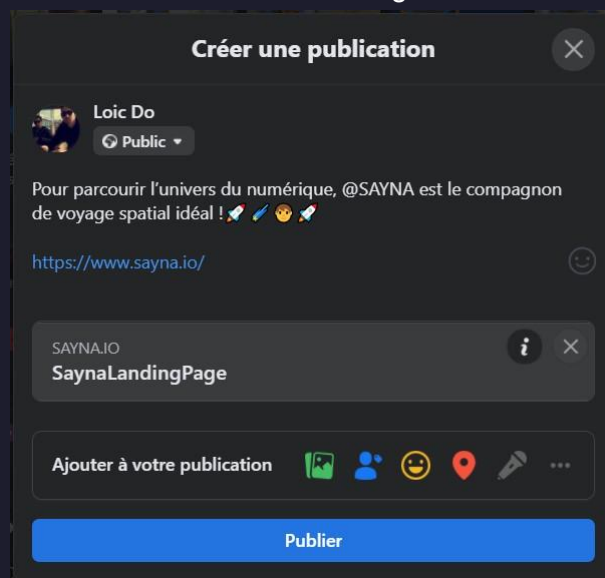 Créer une publication
Loic Do
Public
Pour parcourir l'univers du numérique, @SAYNA est le compagnon
de voyage spatial idéal !
https://www.sayna.io/
SAYNA.IO
SaynaLandingPage
Ajouter à votre publication
Publier